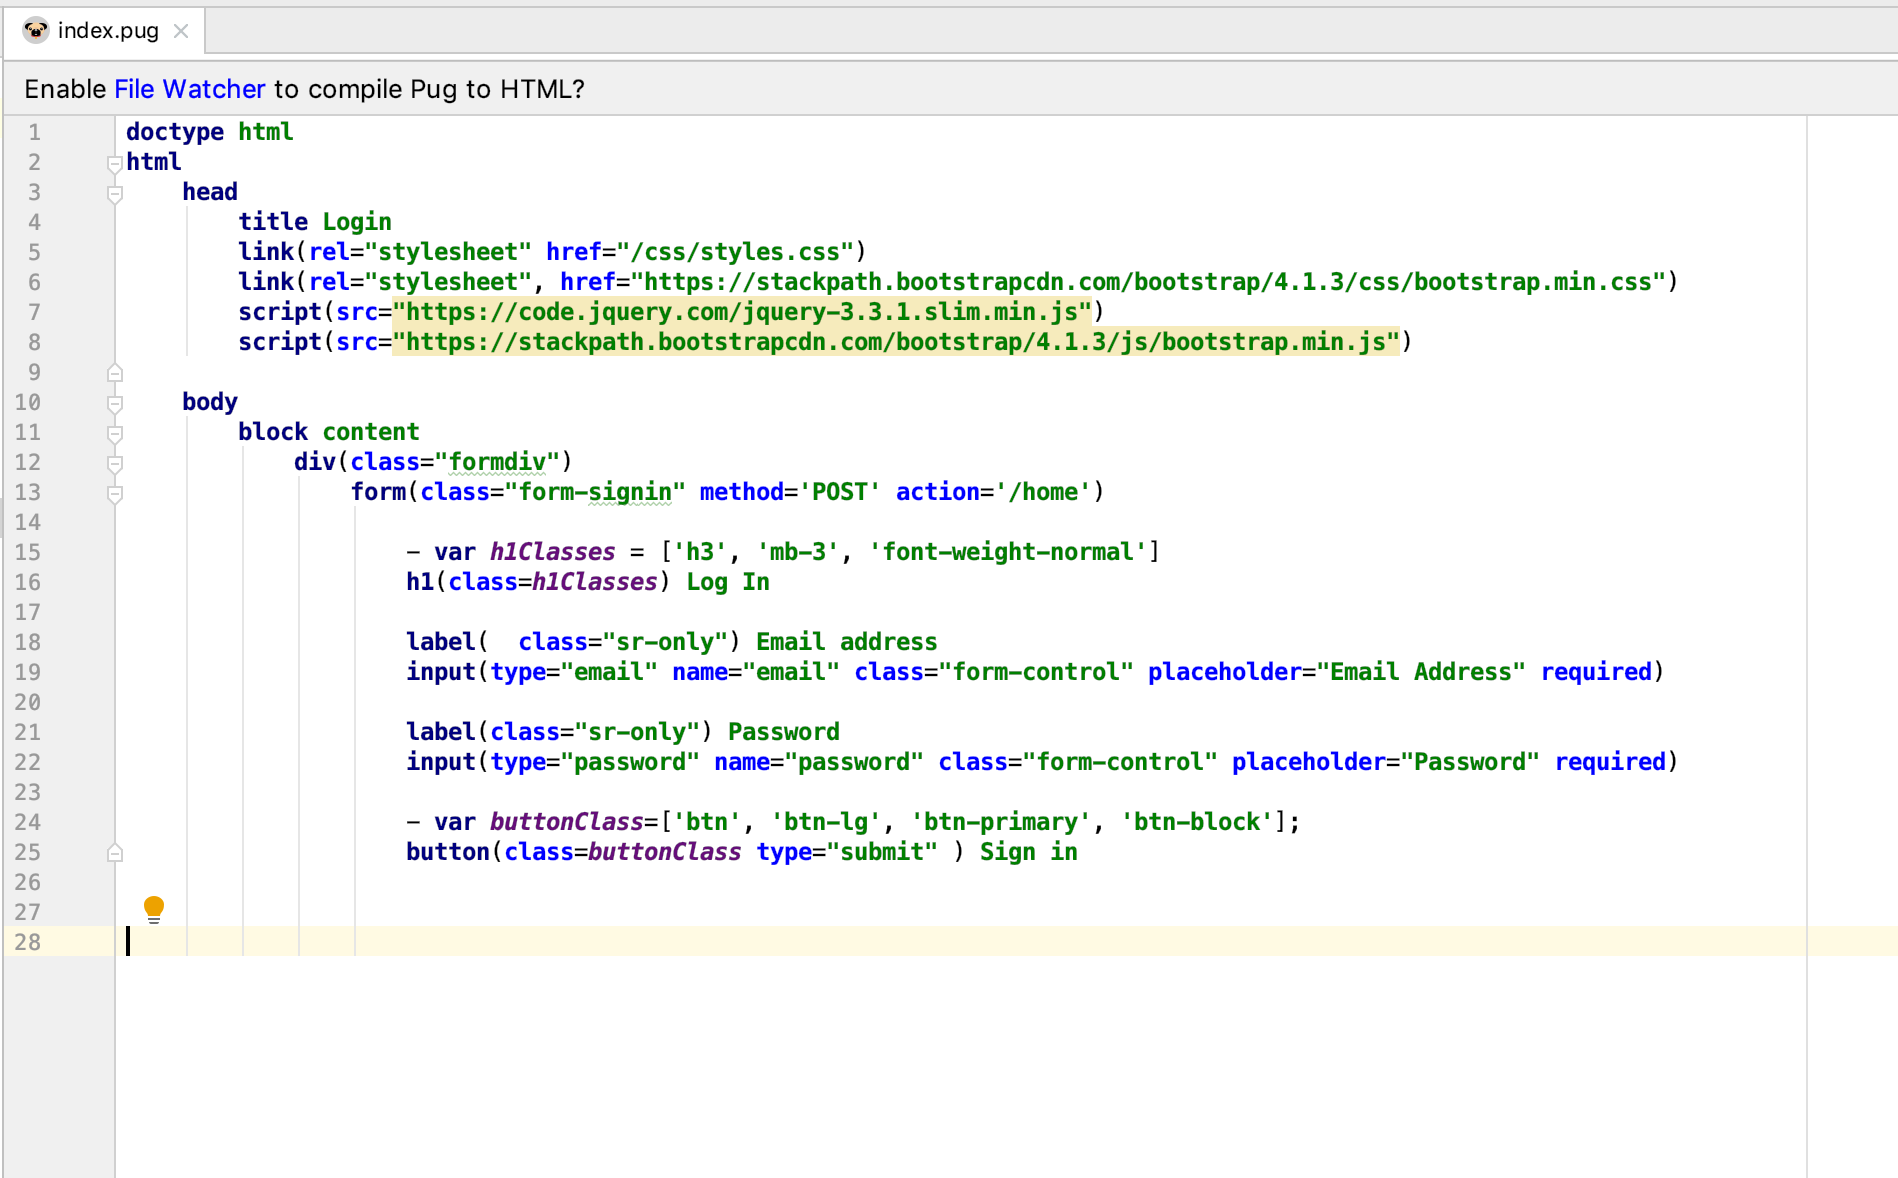 index.pug
Enable File Watcher to compile Pug to HTML?
1 doctype html
2 html
3     head
4         title Login
5         link(rel="stylesheet" href="/css/styles.css")
6         link(rel="stylesheet", href="https://stackpath.bootstrapcdn.com/bootstrap/4.1.3/css/bootstrap.min.css")
7         script(src="https://code.jquery.com/jquery-3.3.1.slim.min.js")
8         script(src="https://stackpath.bootstrapcdn.com/bootstrap/4.1.3/js/bootstrap.min.js")
9
10     body
11         block content
12             div(class="formdiv")
13                 form(class="form-signin" method='POST' action='/home')
14
15                     - var h1Classes = ['h3', 'mb-3', 'font-weight-normal']
16                     h1(class=h1Classes) Log In
17
18                     label(  class="sr-only") Email address
19                     input(type="email" name="email" class="form-control" placeholder="Email Address" required)
20
21                     label(class="sr-only") Password
22                     input(type="password" name="password" class="form-control" placeholder="Password" required)
23
24                     - var buttonClass=['btn', 'btn-lg', 'btn-primary', 'btn-block'];
25                     button(class=buttonClass type="submit" ) Sign in
26
27
28